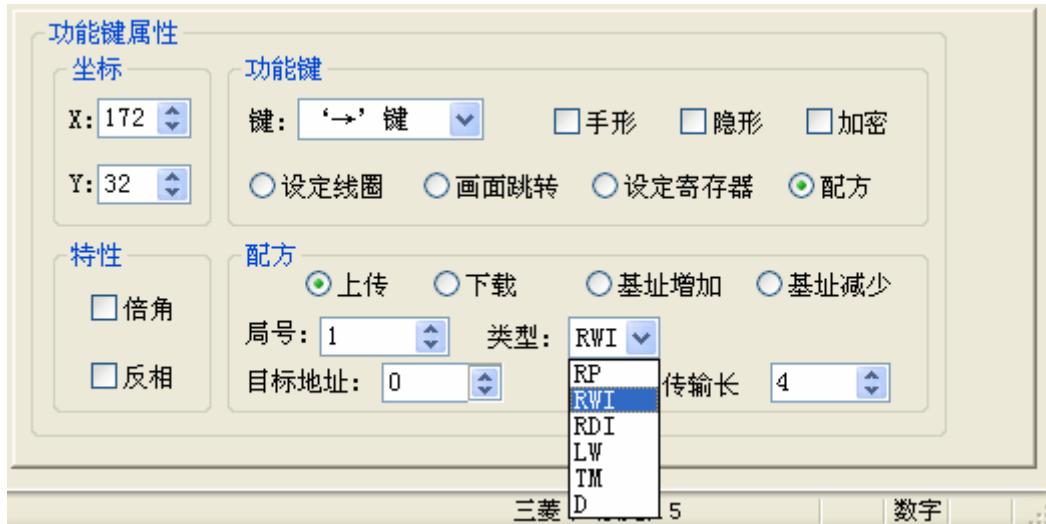 功能键属性
坐标
X: 172
Y: 32
功能键
键: ‘→’ 键
手形
隐形
加密
设定线圈
画面跳转
设定寄存器
配方
特性
倍角
反相
配方
上传
下载
基址增加
基址减少
局号: 1
类型: RWI
目标地址: 0
传输长 4
RP
RWI
RDI
LW
TM
D
三菱
5
数字